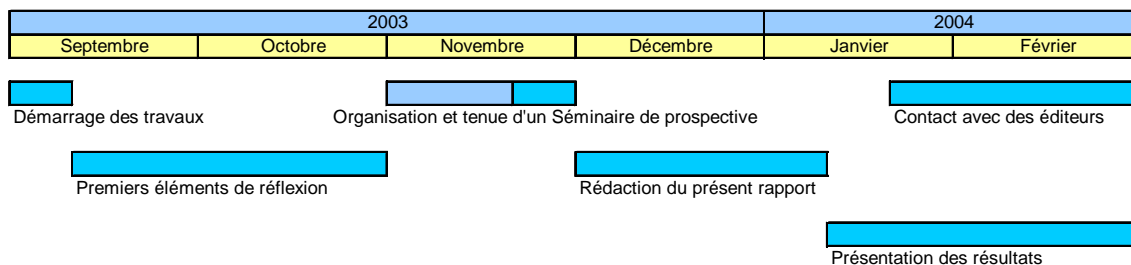 2003 2004
Septembre Octobre Novembre Décembre Janvier Février
Démarrage des travaux Organisation et tenue d'un Séminaire de prospective Contact avec des éditeurs
Premiers éléments de réflexion Rédaction du présent rapport
Présentation des résultats